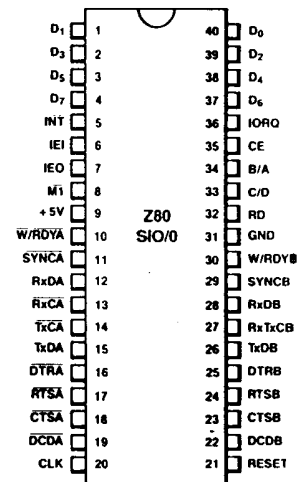 D1 1 40 D0
D3 2 39 D2
D5 3 38 D4
D7 4 37 D6
INT 5 36 IORQ
IEI 6 35 CE
IEO 7 34 B/A
M1 8 33 C/D
+5V 9 Z80 32 RD
W/RDYA 10 SIO/0 31 GND
SYNCA 11 30 W/RDYB
RxDA 12 29 SYNCB
RxCA 13 28 RxDB
TxCA 14 27 RxTxCB
TxDA 15 26 TxDB
DTRA 16 25 DTRB
RTSA 17 24 RTSB
CTSA 18 23 CTSB
DCDA 19 22 DCDB
CLK 20 21 RESET